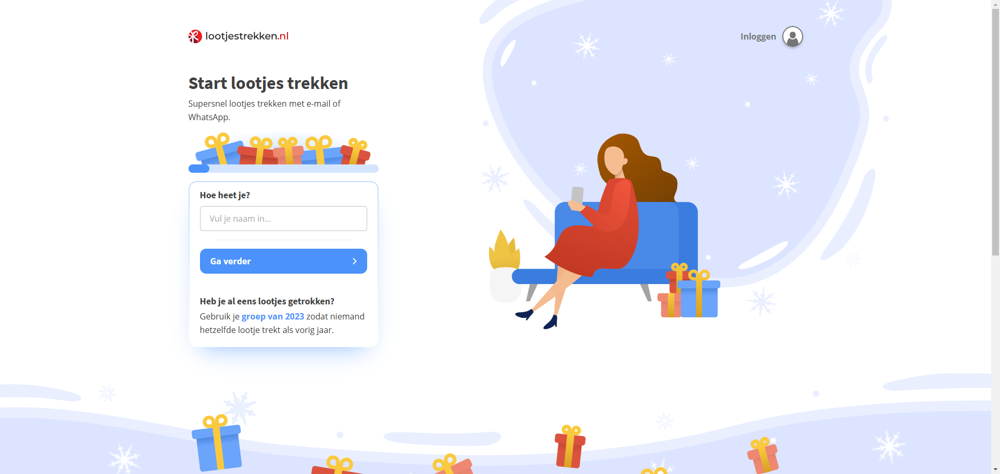 lootjestrekken.nl
Inloggen
Start lootjes trekken
Supersnel lootjes trekken met e-mail of
WhatsApp.
Hoe heet je?
Vul je naam in...
Ga verder
Heb je al eens lootjes getrokken?
Gebruik je groep van 2023 zodat niemand
hetzelfde lootje trekt als vorig jaar.